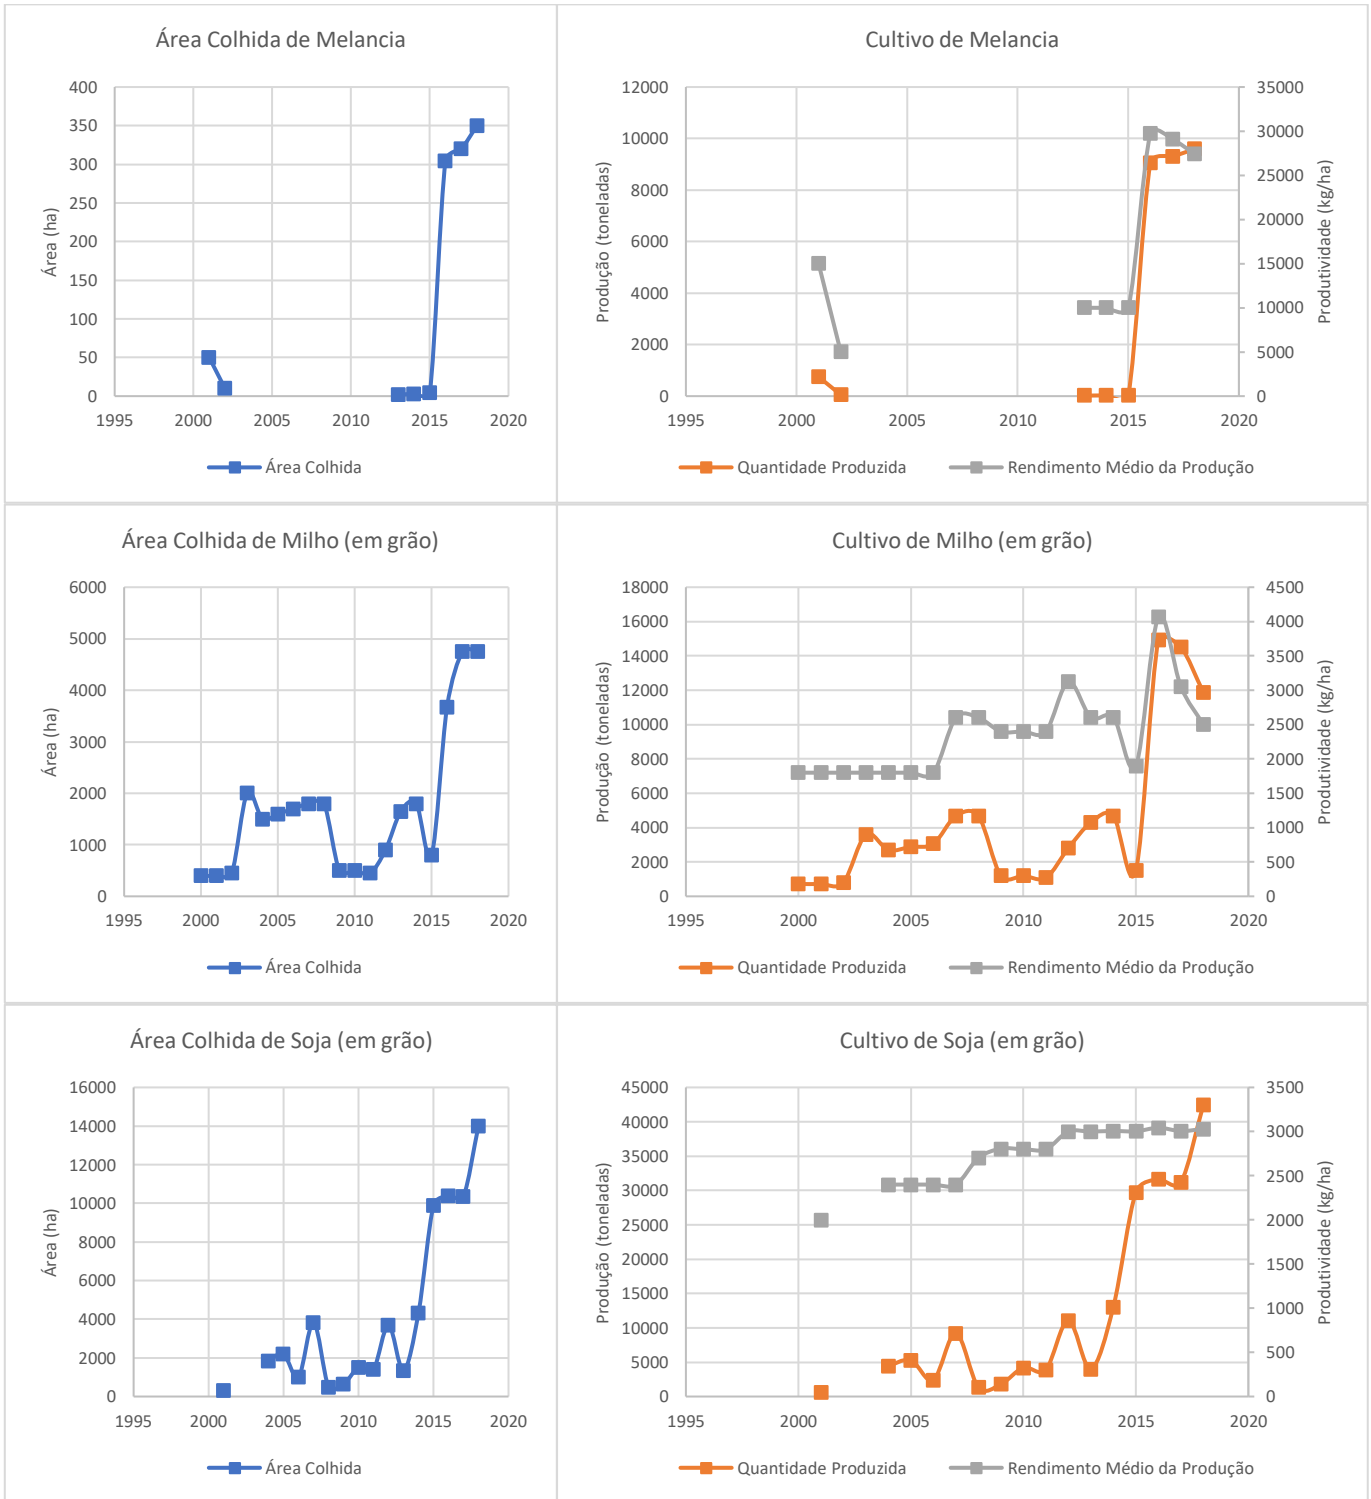 Área Colhida de Melancia
400
350
300
250
200
150
100
50
0
Área (ha)
1995 2000 2005 2010 2015 2020
Área Colhida
Cultivo de Melancia
12000
10000
8000
6000
4000
2000
0
Produção (toneladas)
35000
30000
25000
20000
15000
10000
5000
0
Produtividade (kg/ha)
1995 2000 2005 2010 2015 2020
Quantidade Produzida Rendimento Médio da Produção
Área Colhida de Milho (em grão)
6000
5000
4000
3000
2000
1000
0
Área (ha)
1995 2000 2005 2010 2015 2020
Área Colhida
Cultivo de Milho (em grão)
18000
16000
14000
12000
10000
8000
6000
4000
2000
0
Produção (toneladas)
4500
4000
3500
3000
2500
2000
1500
1000
500
0
Produtividade (kg/ha)
1995 2000 2005 2010 2015 2020
Quantidade Produzida Rendimento Médio da Produção
Área Colhida de Soja (em grão)
16000
14000
12000
10000
8000
6000
4000
2000
0
Área (ha)
1995 2000 2005 2010 2015 2020
Área Colhida
Cultivo de Soja (em grão)
45000
40000
35000
30000
25000
20000
15000
10000
5000
0
Produção (toneladas)
3500
3000
2500
2000
1500
1000
500
0
Produtividade (kg/ha)
1995 2000 2005 2010 2015 2020
Quantidade Produzida Rendimento Médio da Produção